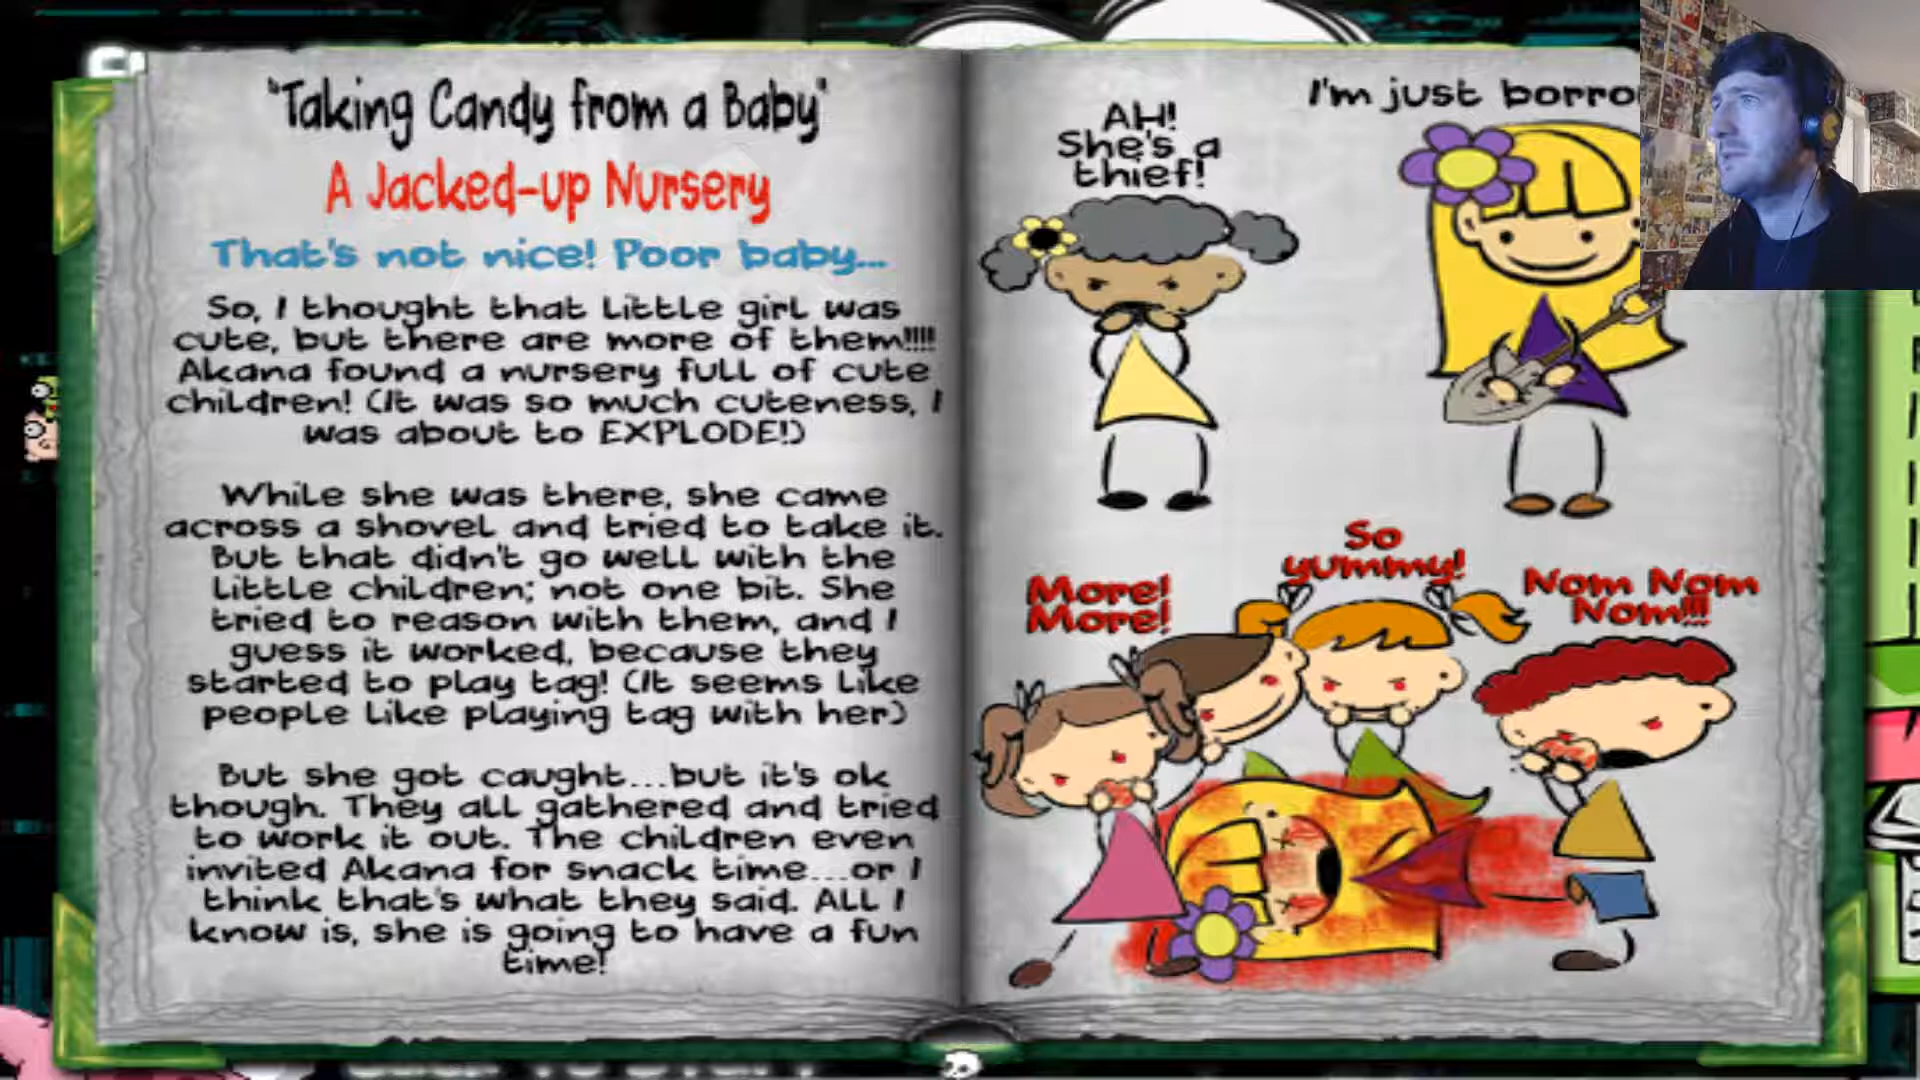 "Taking Candy from a Baby"
A Jacked-up Nursery
That's not nice! Poor baby...
So, I thought that little girl was
cute, but there are more of them!!!!
Akana found a nursery full of cute
children! (It was so much cuteness, I
was about to EXPLODE!)
While she was there, she came
across a shovel and tried to take it.
But that didn't go well with the
little children; not one bit. She
tried to reason with them, and I
guess it worked, because they
started to play tag! (It seems like
people like playing tag with her)
But she got caught...but it's ok
though. They all gathered and tried
to work it out. The children even
invited Akana for snack time...or I
think that's what they said. All I
know is, she is going to have a fun
time!
AH!
She's a
thief!
I'm just borro
More!
More!
So
yummy!
Nom Nom
Nom!!!